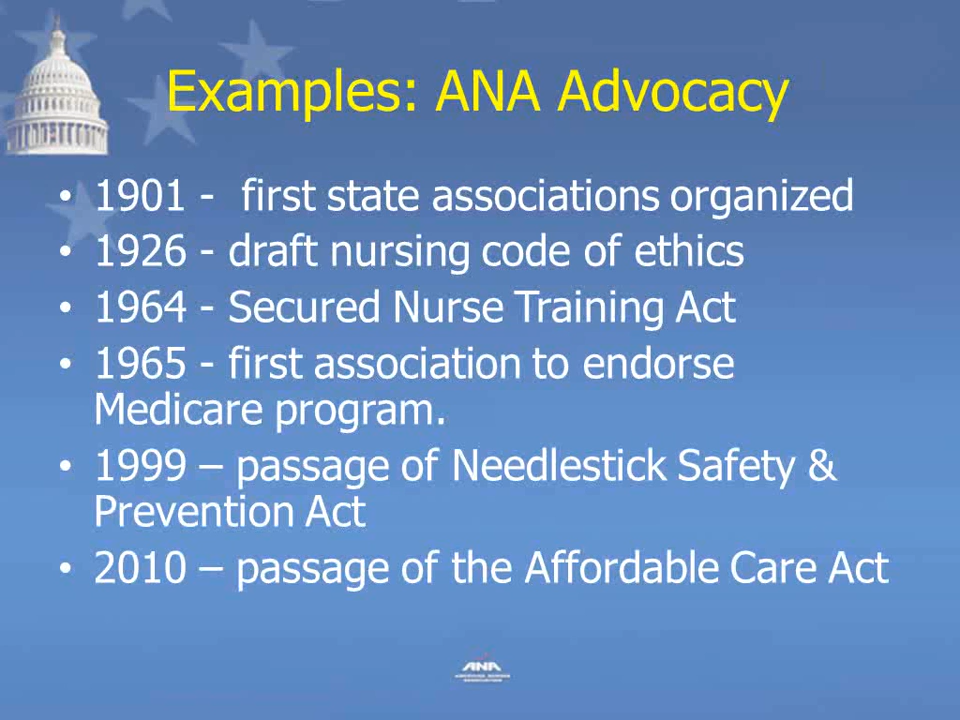 Examples: ANA Advocacy
• 1901 -  first state associations organized
• 1926 - draft nursing code of ethics
• 1964 - Secured Nurse Training Act
• 1965 - first association to endorse
Medicare program.
• 1999 – passage of Needlestick Safety &
Prevention Act
• 2010 – passage of the Affordable Care Act
ANA